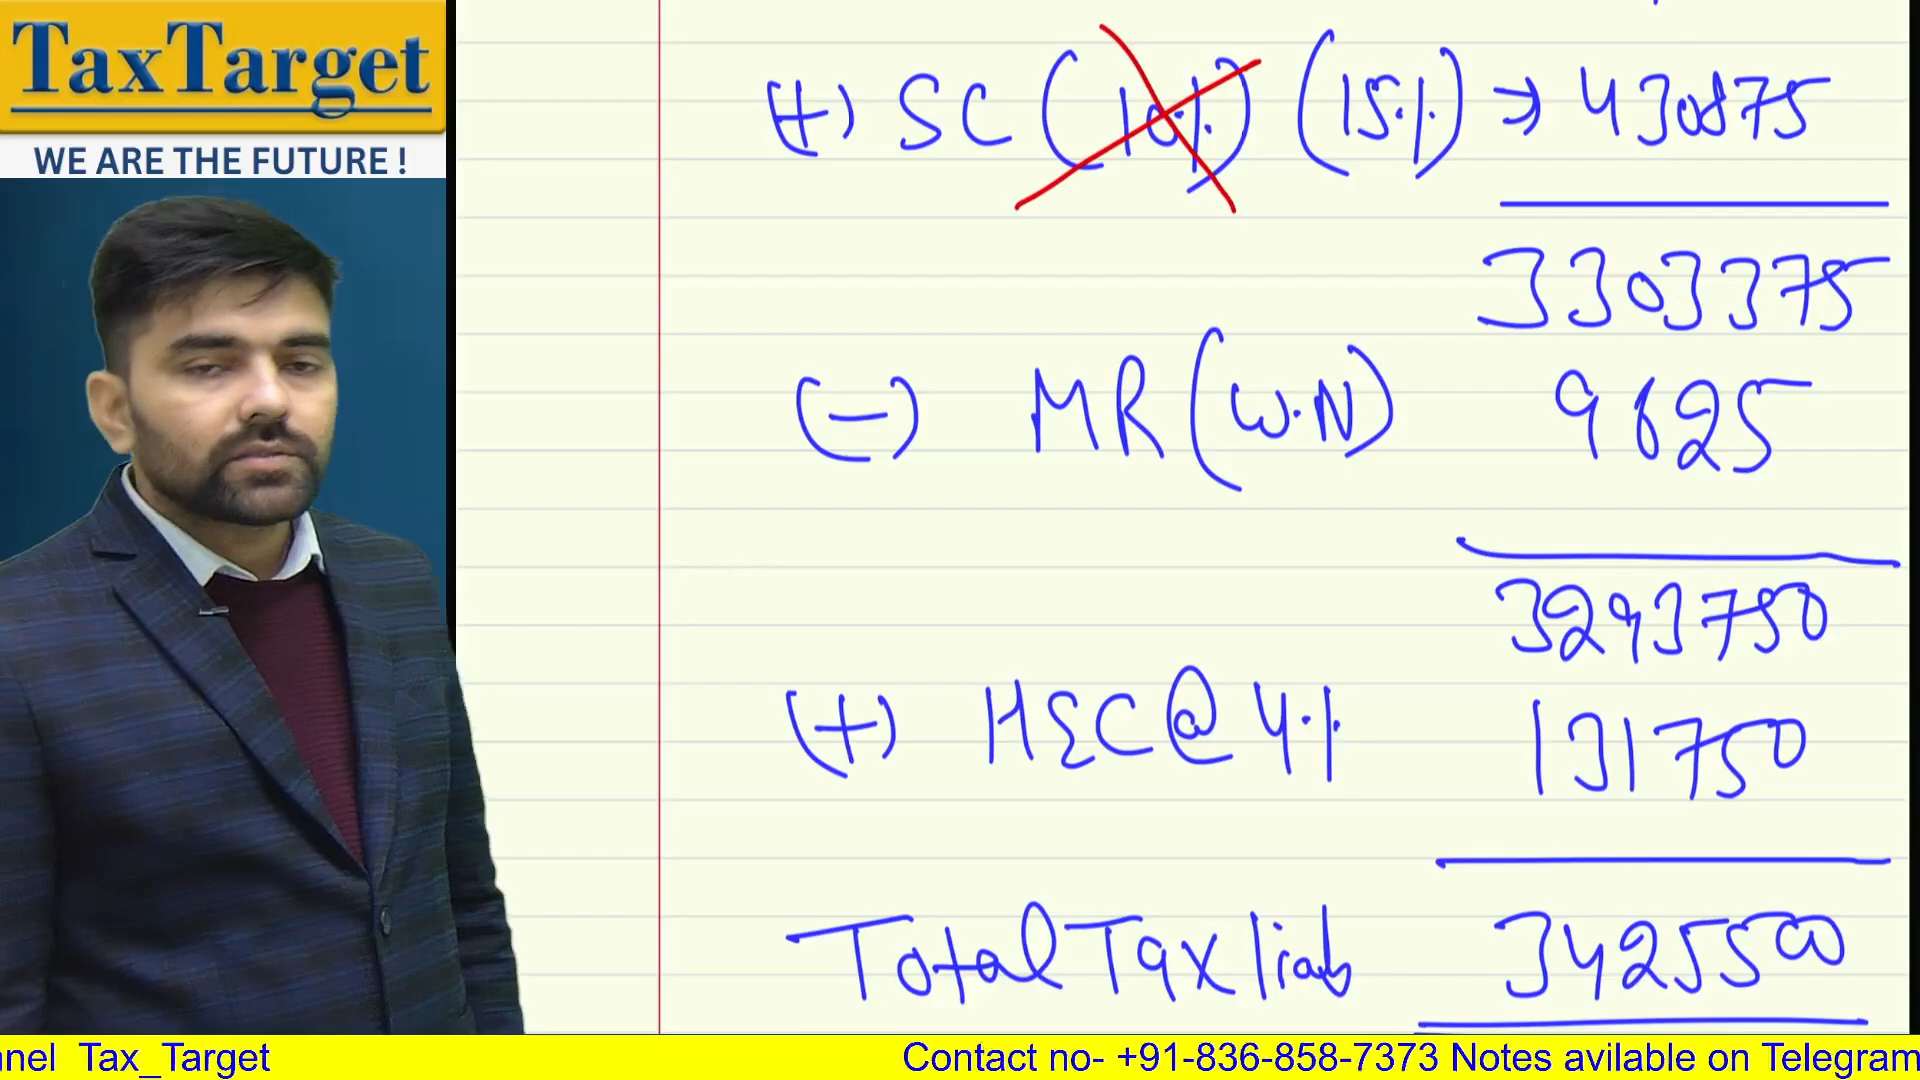 TaxTarget
WE ARE THE FUTURE !
(+) SC (10%) (15%) → 430875
3303375
(-) MR (W.N) 9625
3293750
(+) HEC @ 4% 131750
Total Tax liab 3425500
nnel Tax_Target Contact no- +91-836-858-7373 Notes avilable on Telegram